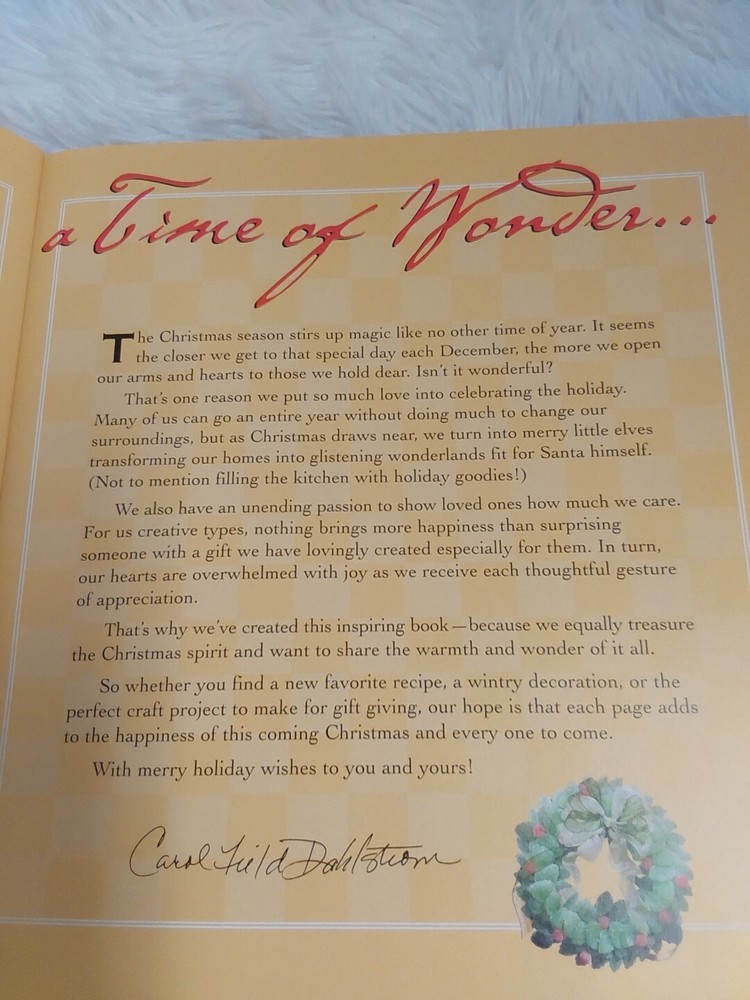 a Time of Wonder...
The Christmas season stirs up magic like no other time of year. It seems
the closer we get to that special day each December, the more we open
our arms and hearts to those we hold dear. Isn't it wonderful?
That's one reason we put so much love into celebrating the holiday.
Many of us can go an entire year without doing much to change our
surroundings, but as Christmas draws near, we turn into merry little elves
transforming our homes into glistening wonderlands fit for Santa himself.
(Not to mention filling the kitchen with holiday goodies!)
We also have an unending passion to show loved ones how much we care.
For us creative types, nothing brings more happiness than surprising
someone with a gift we have lovingly created especially for them. In turn,
our hearts are overwhelmed with joy as we receive each thoughtful gesture
of appreciation.
That's why we've created this inspiring book—because we equally treasure
the Christmas spirit and want to share the warmth and wonder of it all.
So whether you find a new favorite recipe, a wintry decoration, or the
perfect craft project to make for gift giving, our hope is that each page adds
to the happiness of this coming Christmas and every one to come.
With merry holiday wishes to you and yours!
Carol Field Dahlstrom